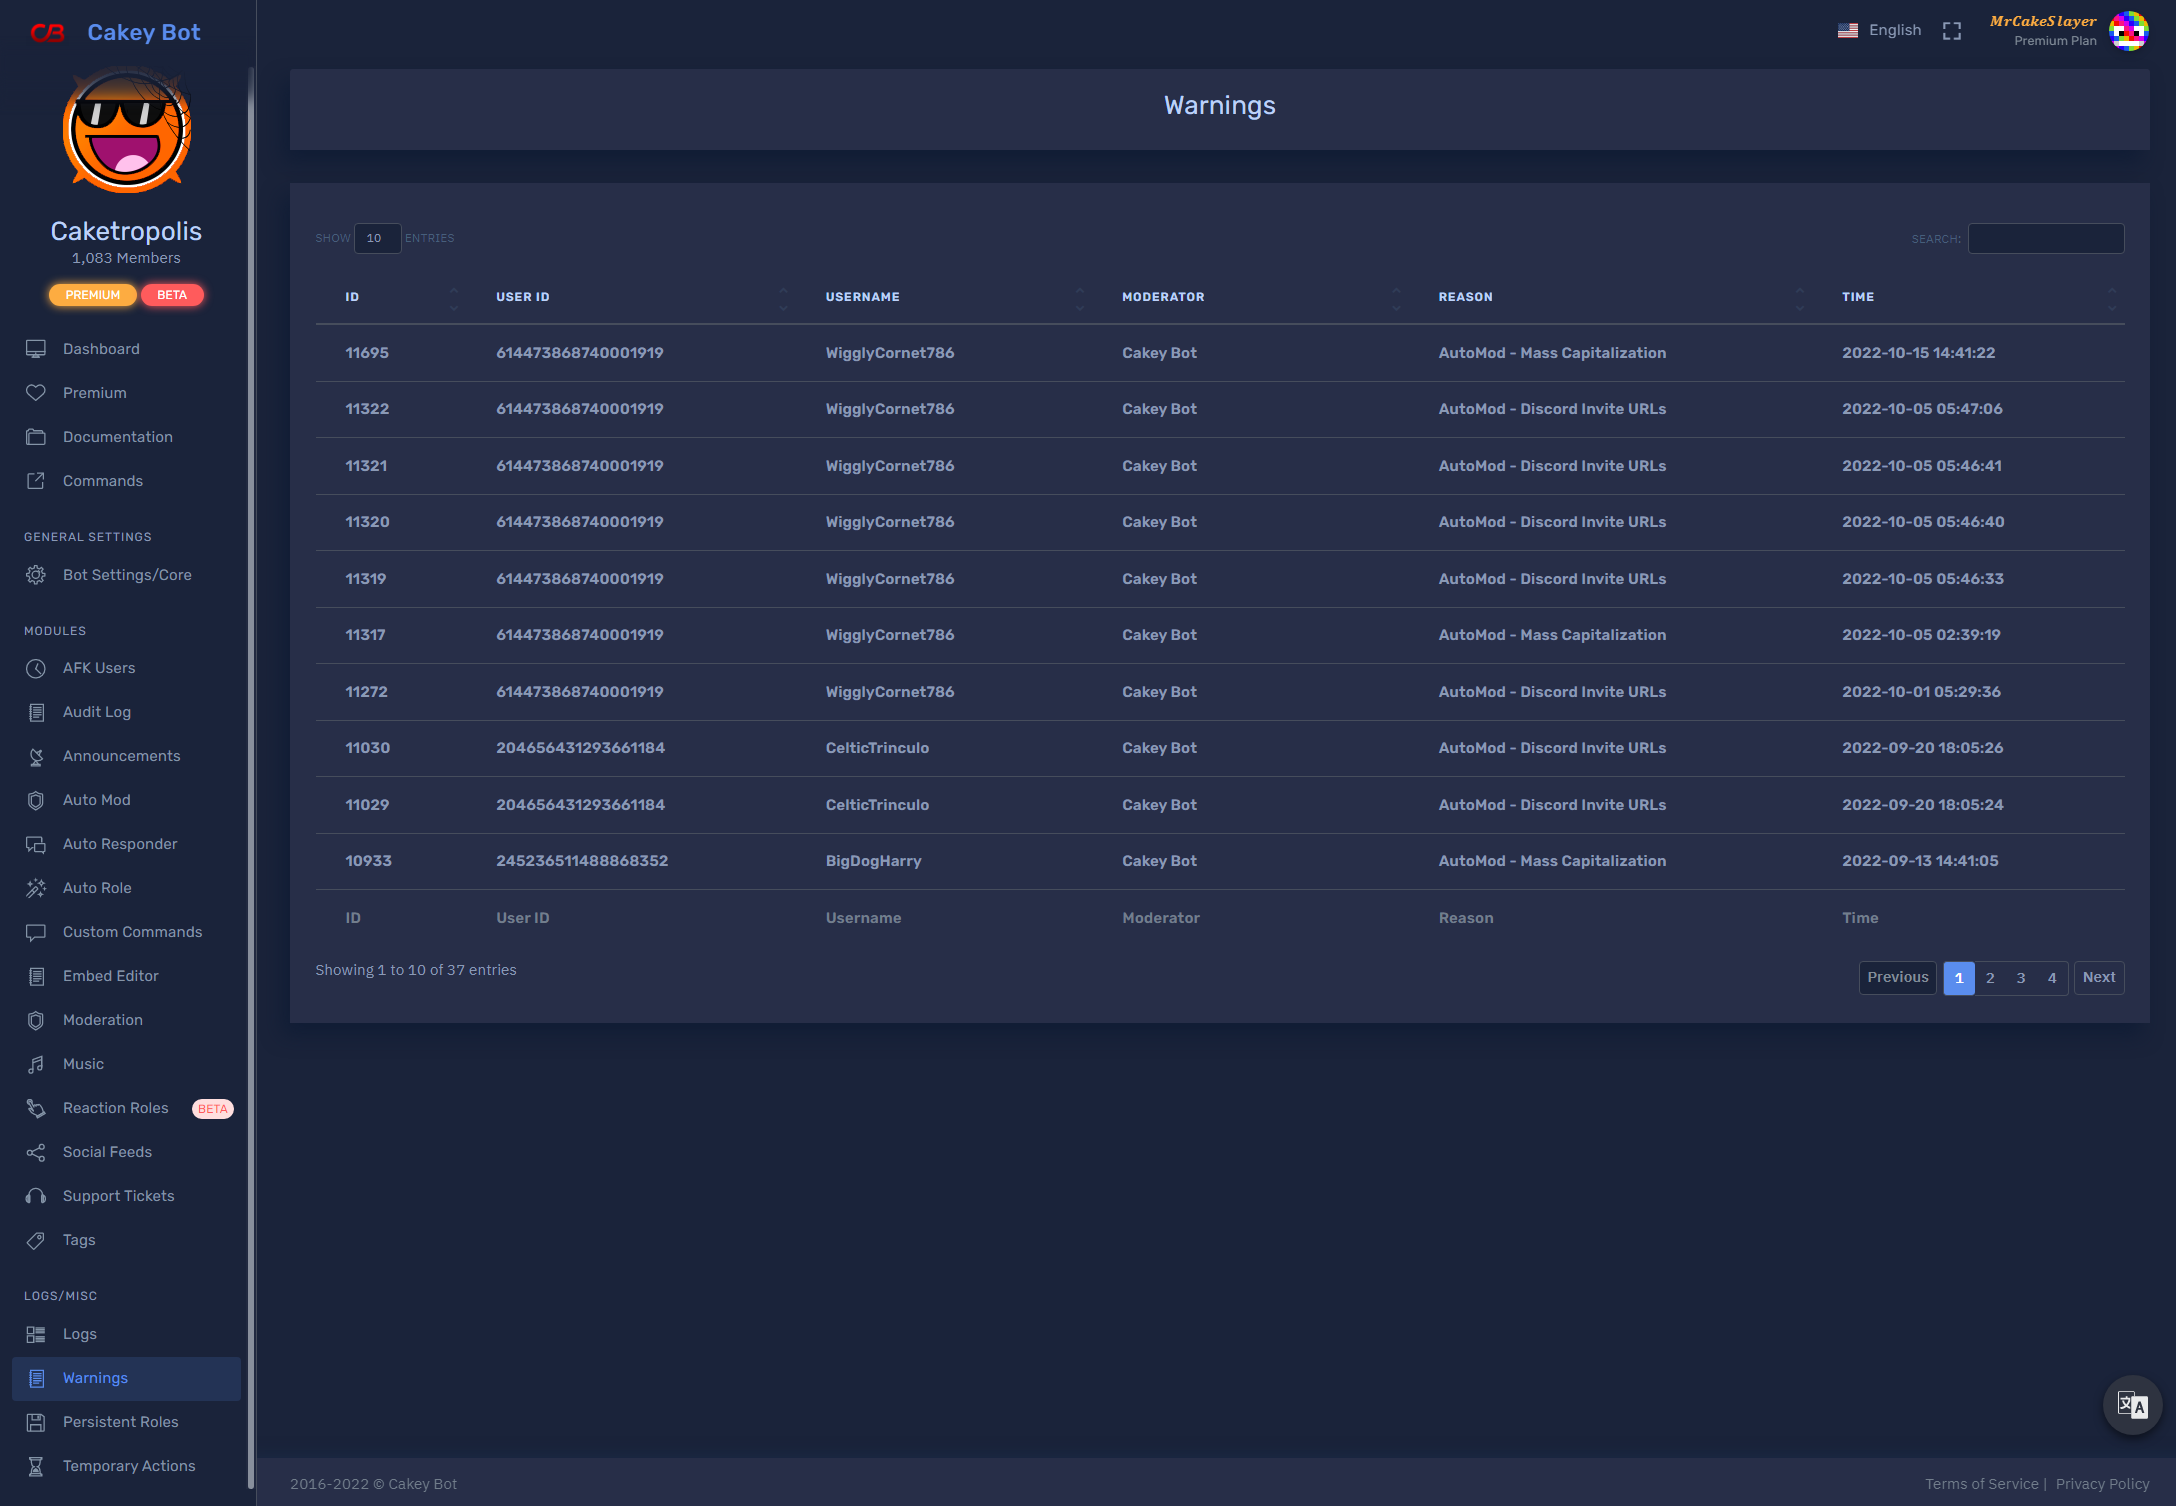 Cakey Bot
English
MrCakeSlayer
Premium Plan
Caketropolis
1,083 Members
PREMIUM BETA
Dashboard
Premium
Documentation
Commands
GENERAL SETTINGS
Bot Settings/Core
MODULES
AFK Users
Audit Log
Announcements
Auto Mod
Auto Responder
Auto Role
Custom Commands
Embed Editor
Moderation
Music
Reaction Roles BETA
Social Feeds
Support Tickets
Tags
LOGS/MISC
Logs
Warnings
Persistent Roles
Temporary Actions
Warnings
SHOW 10 ENTRIES
SEARCH:
ID USER ID USERNAME MODERATOR REASON TIME
11695 614473868740001919 WigglyCornet786 Cakey Bot AutoMod - Mass Capitalization 2022-10-15 14:41:22
11322 614473868740001919 WigglyCornet786 Cakey Bot AutoMod - Discord Invite URLs 2022-10-05 05:47:06
11321 614473868740001919 WigglyCornet786 Cakey Bot AutoMod - Discord Invite URLs 2022-10-05 05:46:41
11320 614473868740001919 WigglyCornet786 Cakey Bot AutoMod - Discord Invite URLs 2022-10-05 05:46:40
11319 614473868740001919 WigglyCornet786 Cakey Bot AutoMod - Discord Invite URLs 2022-10-05 05:46:33
11317 614473868740001919 WigglyCornet786 Cakey Bot AutoMod - Mass Capitalization 2022-10-05 02:39:19
11272 614473868740001919 WigglyCornet786 Cakey Bot AutoMod - Discord Invite URLs 2022-10-01 05:29:36
11030 204656431293661184 CelticTrinculo Cakey Bot AutoMod - Discord Invite URLs 2022-09-20 18:05:26
11029 204656431293661184 CelticTrinculo Cakey Bot AutoMod - Discord Invite URLs 2022-09-20 18:05:24
10933 245236511488868352 BigDogHarry Cakey Bot AutoMod - Mass Capitalization 2022-09-13 14:41:05
ID User ID Username Moderator Reason Time
Showing 1 to 10 of 37 entries
Previous 1 2 3 4 Next
2016-2022 © Cakey Bot
Terms of Service | Privacy Policy